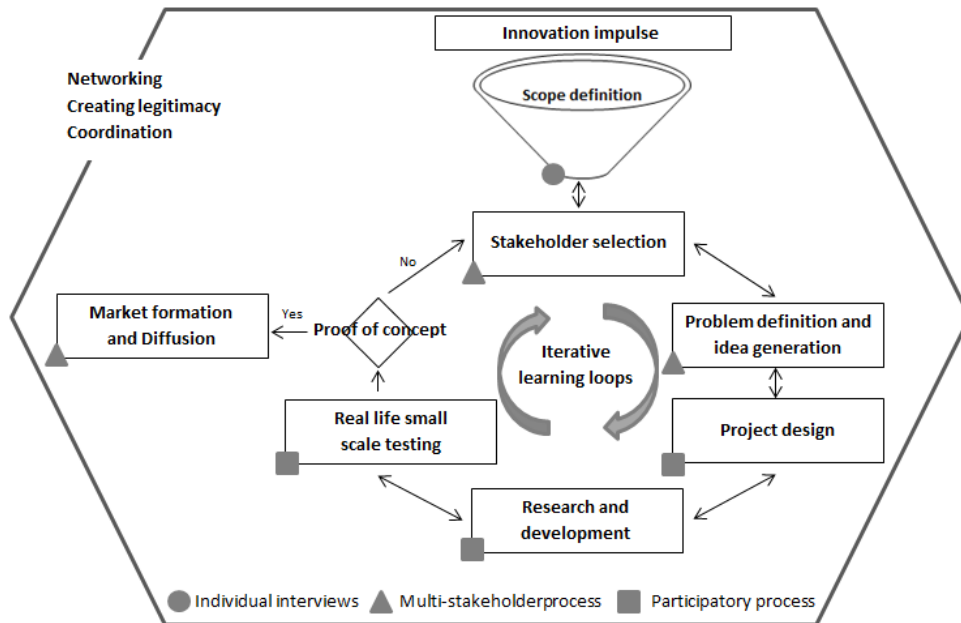 Innovation impulse
Networking
Creating legitimacy
Coordination
Scope definition
Stakeholder selection
No
Market formation
and Diffusion
Yes
Proof of concept
Problem definition and
idea generation
Iterative
learning loops
Real life small
scale testing
Project design
Research and
development
Individual interviews
Multi-stakeholderprocess
Participatory process